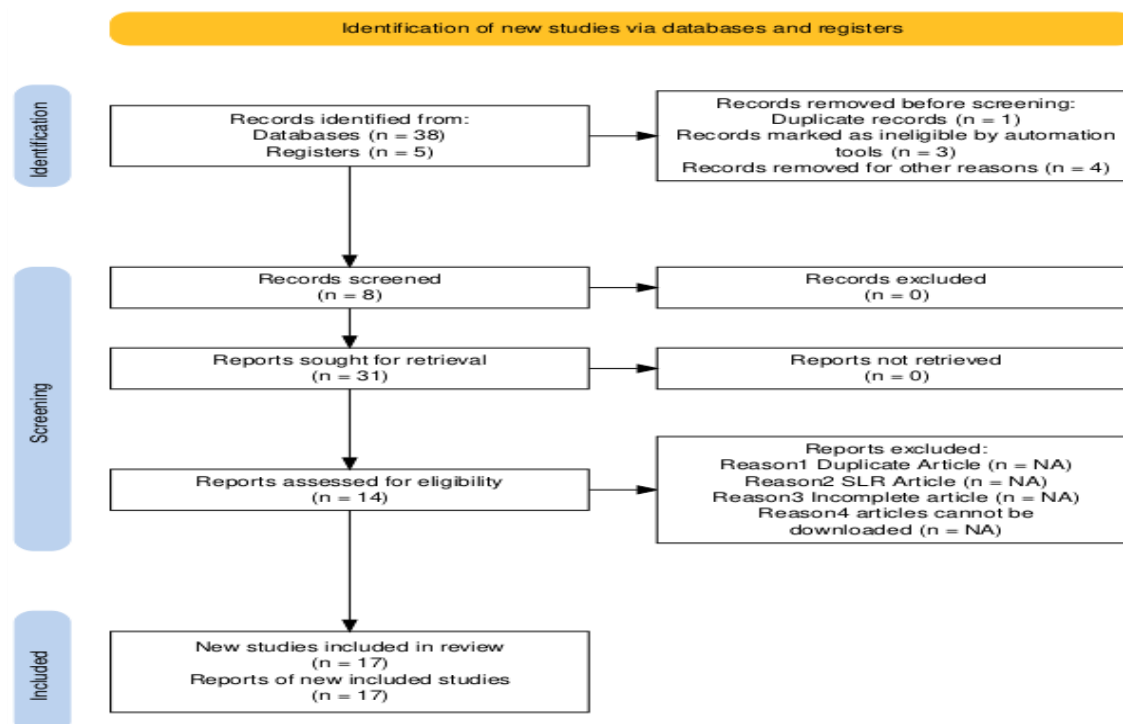 Identification of new studies via databases and registers
Identification
Records identified from:
Databases (n = 38)
Registers (n = 5)
Records removed before screening:
Duplicate records (n = 1)
Records marked as ineligible by automation
tools (n = 3)
Records removed for other reasons (n = 4)
Screening
Records screened
(n = 8)
Records excluded
(n = 0)
Reports sought for retrieval
(n = 31)
Reports not retrieved
(n = 0)
Reports assessed for eligibility
(n = 14)
Reports excluded:
Reason1 Duplicate Article (n = NA)
Reason2 SLR Article (n = NA)
Reason3 Incomplete article (n = NA)
Reason4 articles cannot be
downloaded (n = NA)
Included
New studies included in review
(n = 17)
Reports of new included studies
(n = 17)